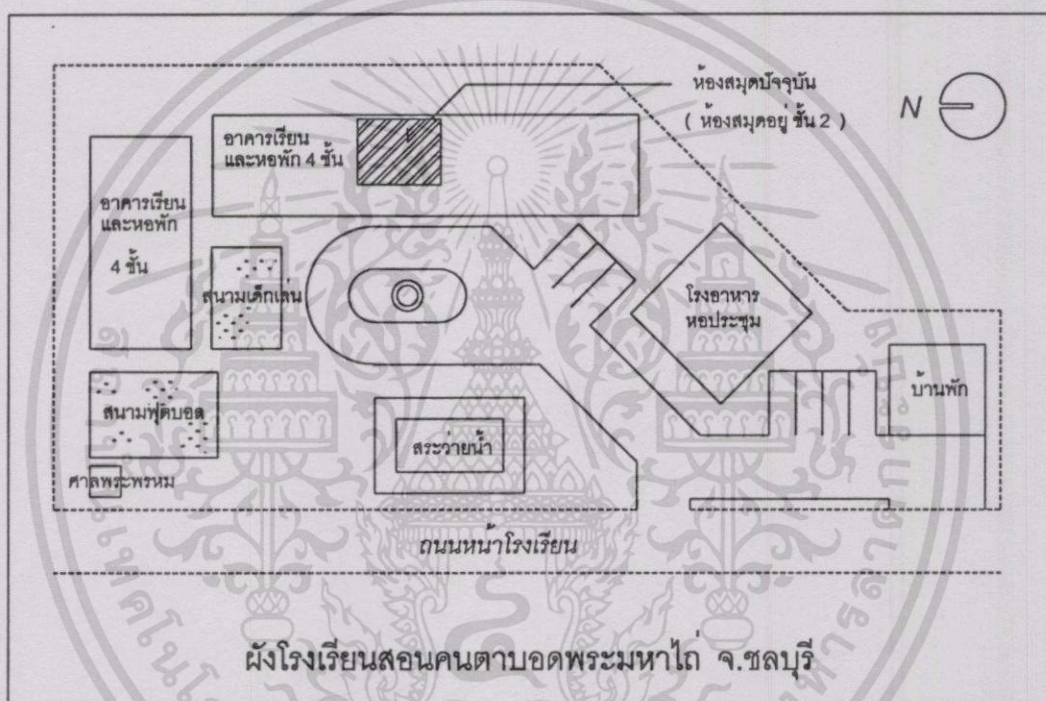 ห้องสมุดปัจจุบัน
( ห้องสมุดอยู่ ชั้น 2 )
N
อาคารเรียน
และหอพัก 4 ชั้น
อาคารเรียน
และหอพัก
4 ชั้น
สนามเด็กเล่น
โรงอาหาร
หอประชุม
บ้านพัก
สนามฟุตบอล
สระว่ายน้ำ
ศาลพระพรหม
ถนนหน้าโรงเรียน
ผังโรงเรียนสอนคนตาบอดพระมหาไถ่ จ.ชลบุรี